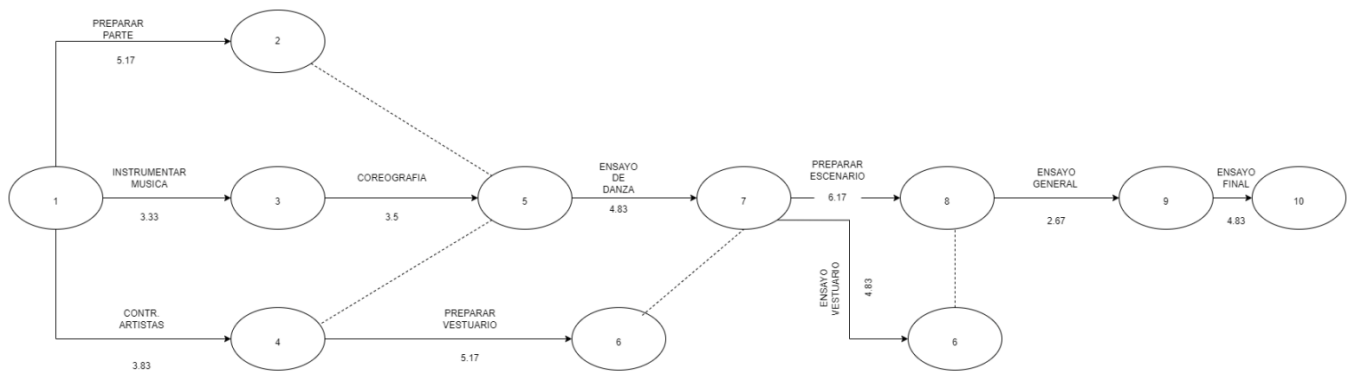 PREPARAR
PARTE
5.17
2
1
INSTRUMENTAR
MUSICA
3.33
3
COREOGRAFIA
3.5
5
ENSAYO
DE
DANZA
4.83
7
PREPARAR
ESCENARIO
6.17
8
ENSAYO
GENERAL
2.67
9
ENSAYO
FINAL
4.83
10
CONTR.
ARTISTAS
3.83
4
PREPARAR
VESTUARIO
5.17
6
ENSAYO
VESTUARIO
4.83
6